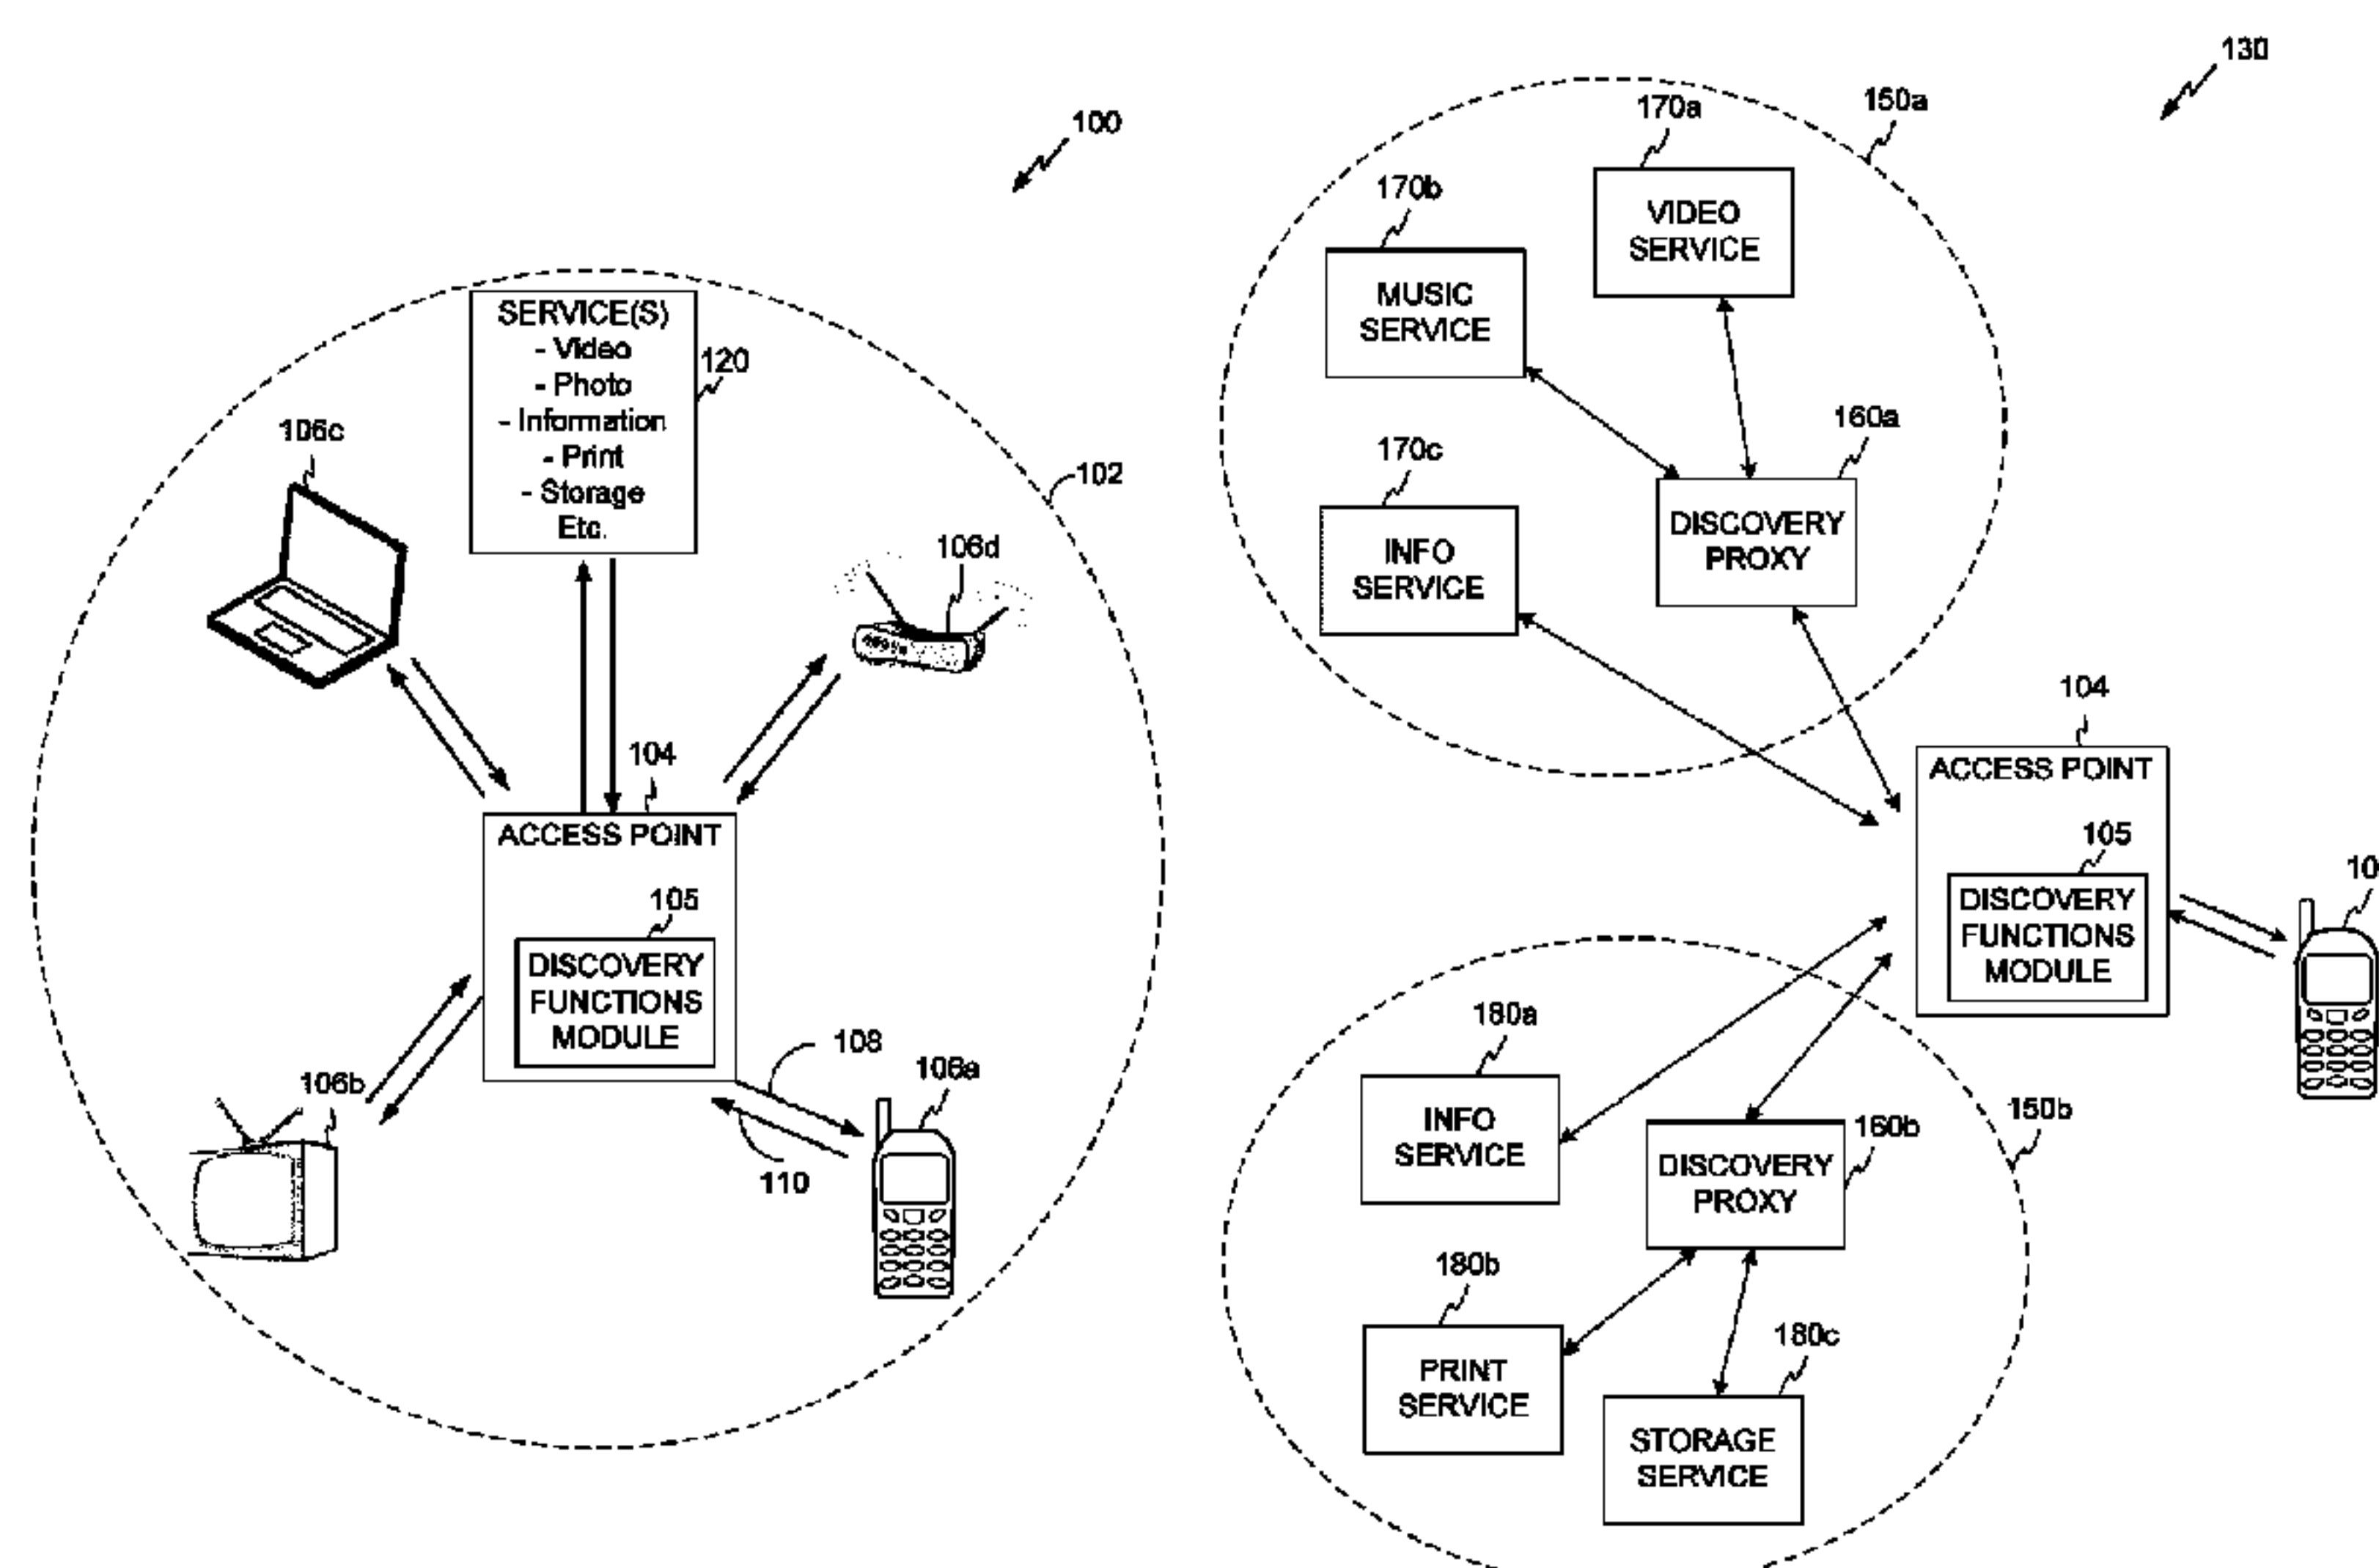 100
SERVICE(S)
- Video
- Photo
- Information
- Print
- Storage
Etc.
120
102
106c
106d
104
ACCESS POINT
105
DISCOVERY
FUNCTIONS
MODULE
108
106a
106b
110
130
150a
170a
VIDEO
SERVICE
170b
MUSIC
SERVICE
160a
DISCOVERY
PROXY
170c
INFO
SERVICE
104
ACCESS POINT
105
DISCOVERY
FUNCTIONS
MODULE
10
180a
INFO
SERVICE
150b
160b
DISCOVERY
PROXY
180b
PRINT
SERVICE
180c
STORAGE
SERVICE